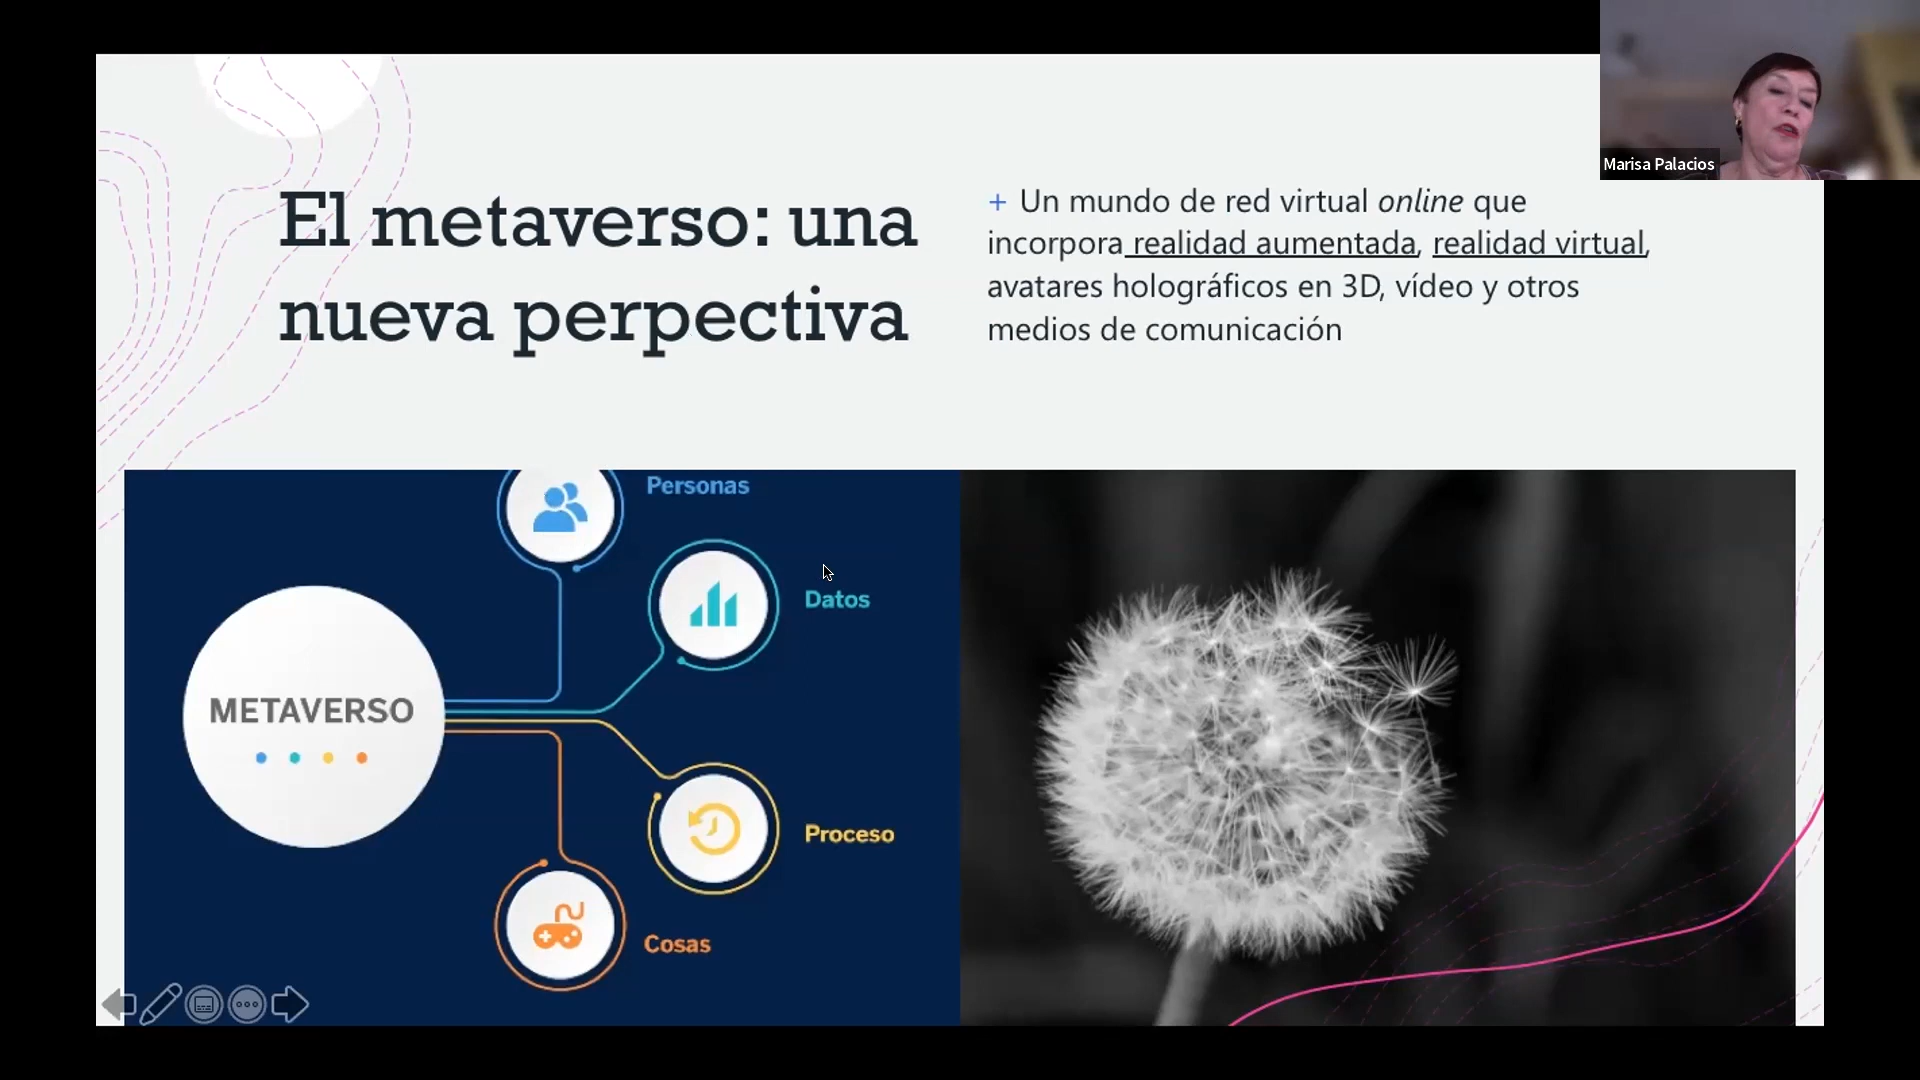 Marisa Palacios
El metaverso: una
nueva perpectiva
+ Un mundo de red virtual online que
incorpora realidad aumentada, realidad virtual,
avatares holográficos en 3D, vídeo y otros
medios de comunicación
METAVERSO
Personas
Datos
Proceso
Cosas